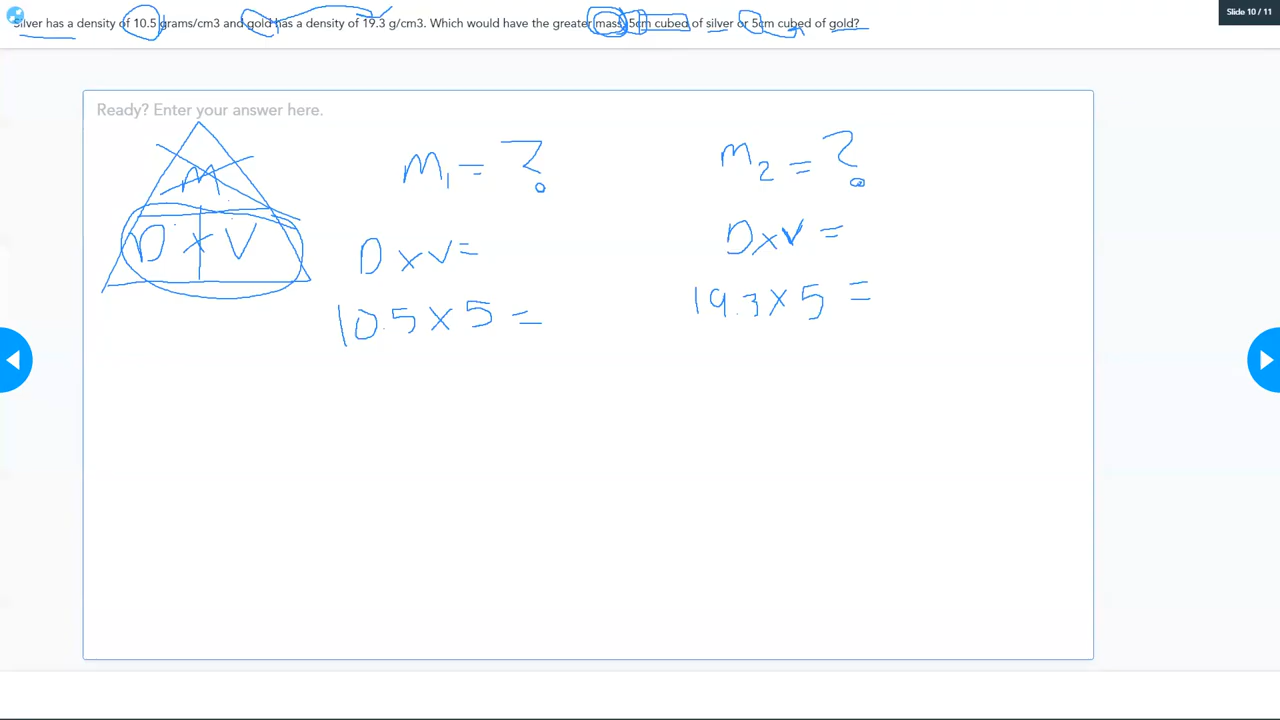 Silver has a density of 10.5 grams/cm3 and gold has a density of 19.3 g/cm3. Which would have the greater mass, 5cm cubed of silver or 5cm cubed of gold?
Slide 10 / 11
Ready? Enter your answer here.
M
D x V
M1 = ?
D x V =
10.5 x 5 =
M2 = ?
D x V =
19.3 x 5 =